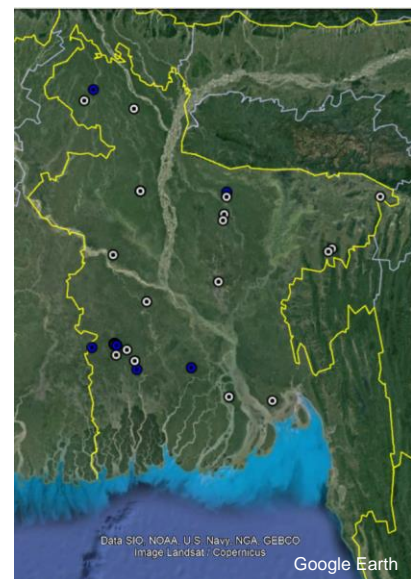 Data SIO, NOAA, U.S. Navy, NGA, GEBCO
Image Landsat / Copernicus
Google Earth